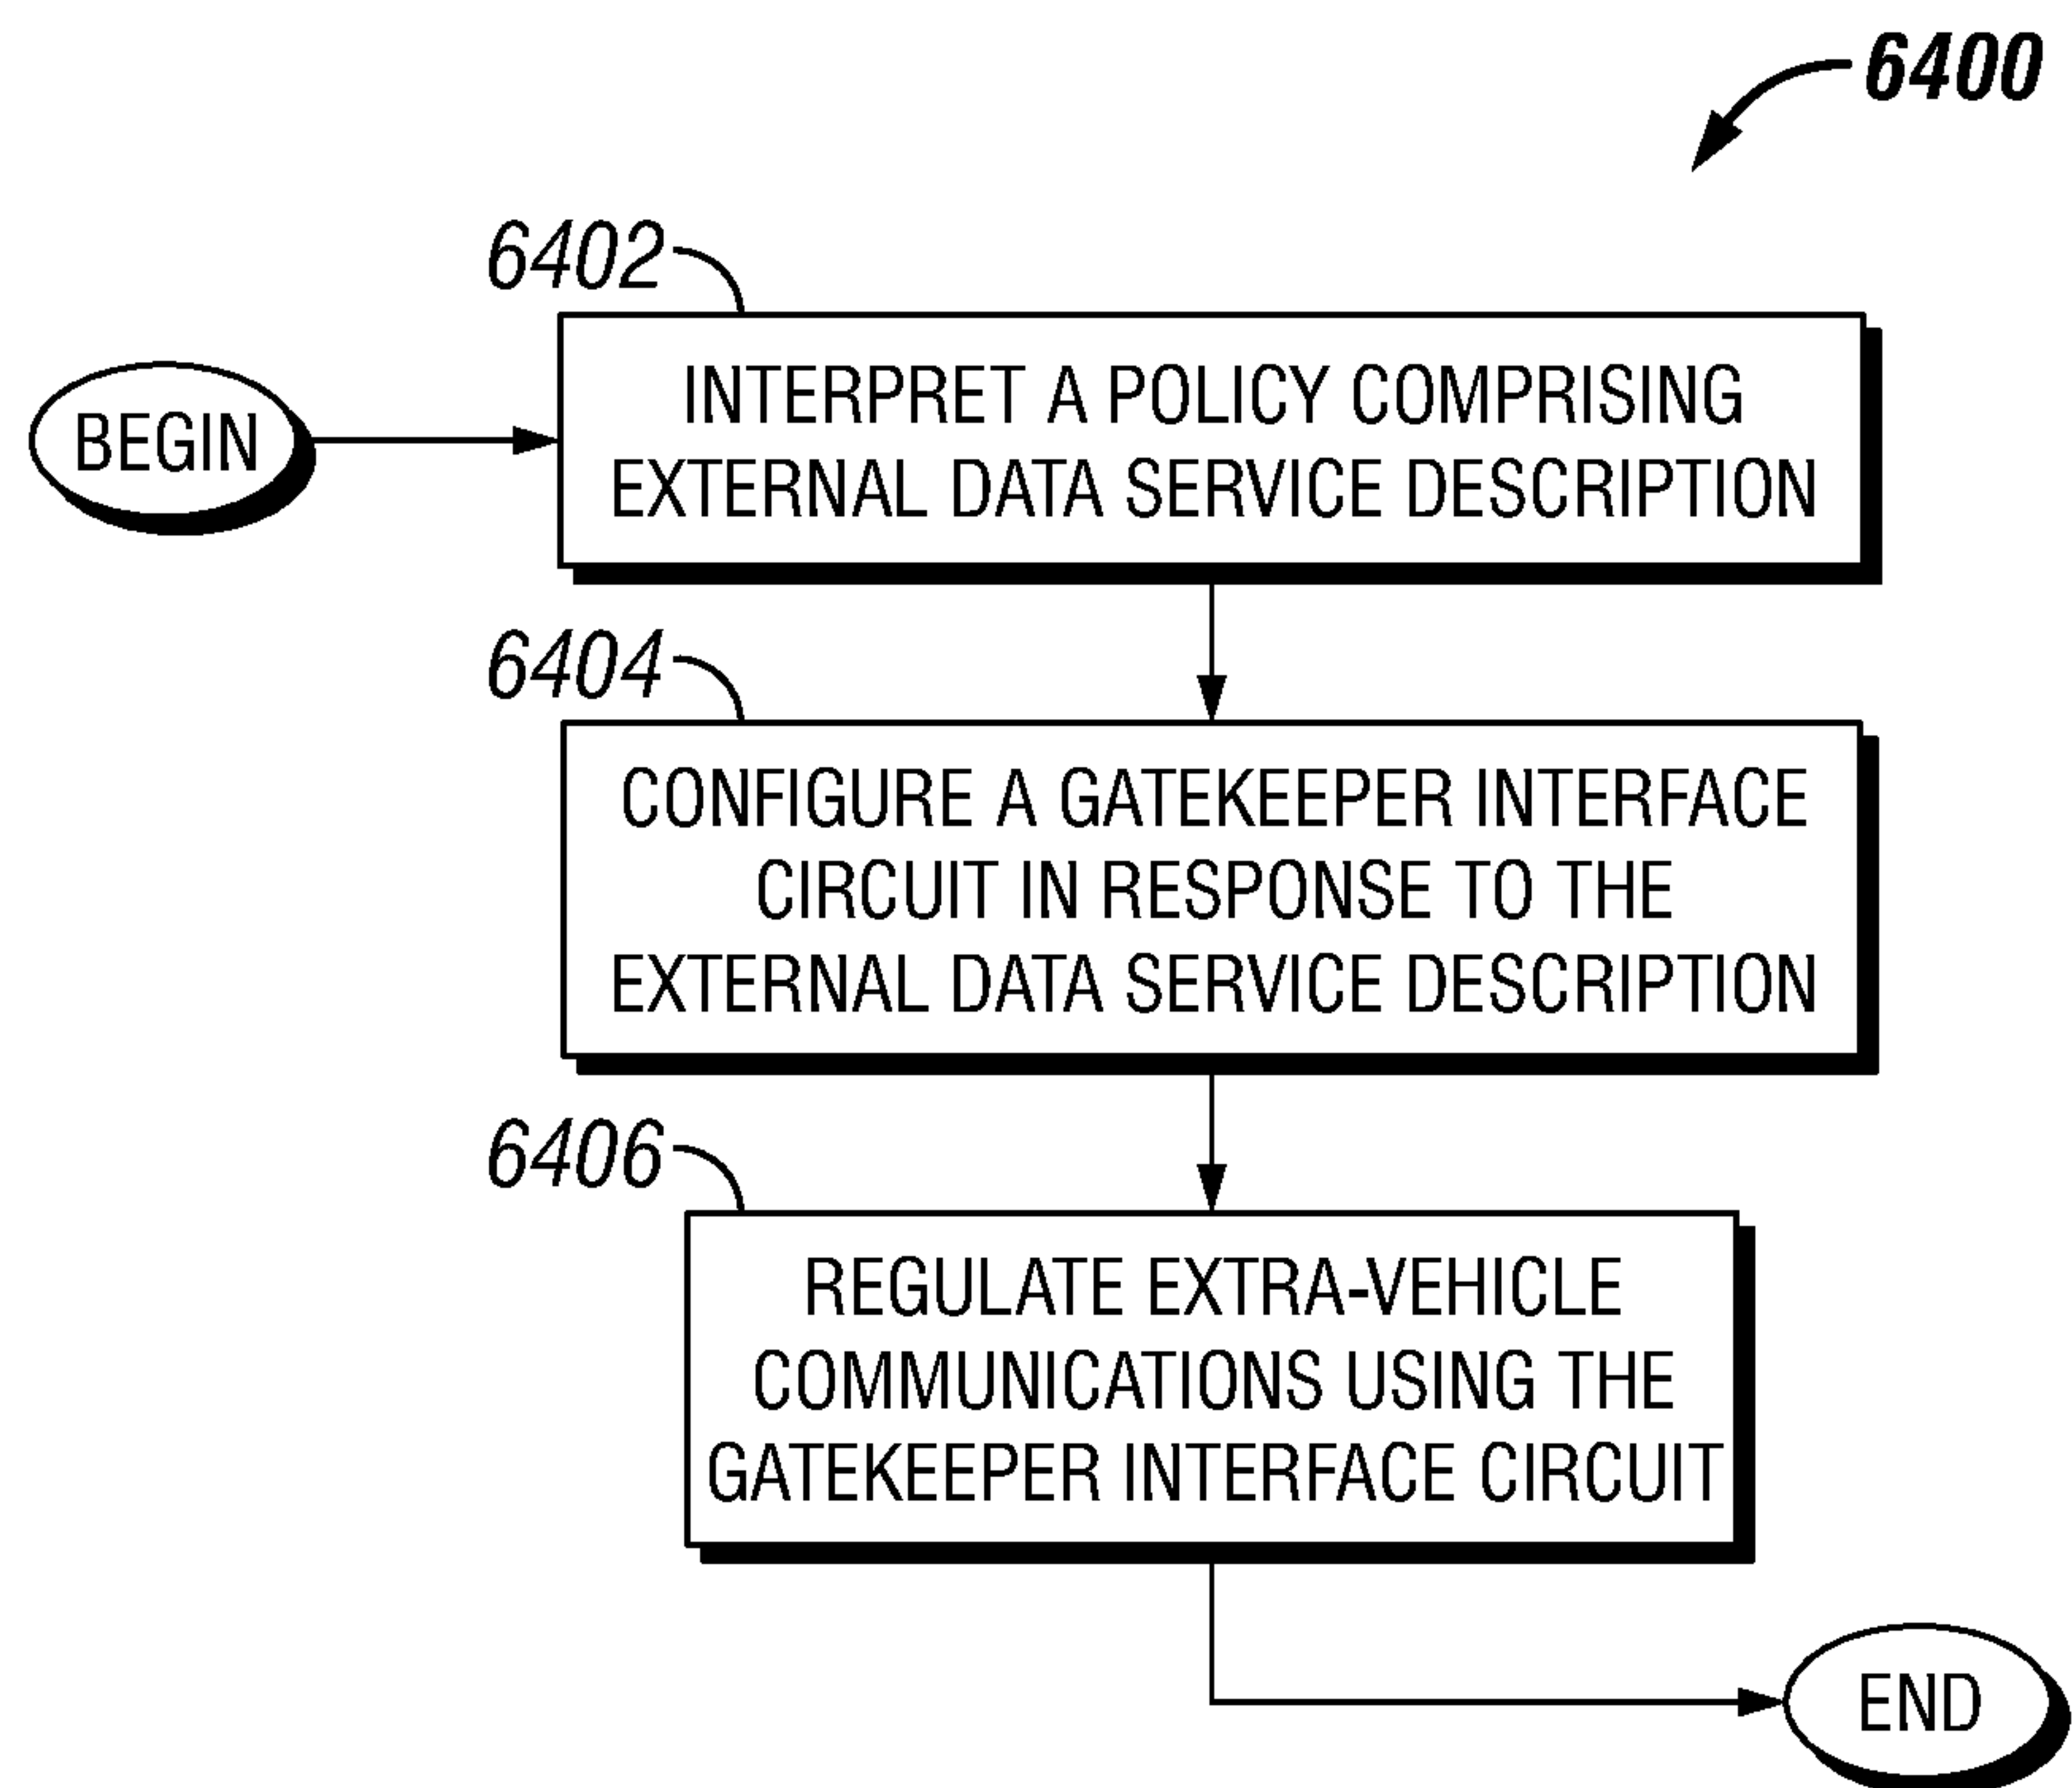 6400
6402
BEGIN
INTERPRET A POLICY COMPRISING
EXTERNAL DATA SERVICE DESCRIPTION
6404
CONFIGURE A GATEKEEPER INTERFACE
CIRCUIT IN RESPONSE TO THE
EXTERNAL DATA SERVICE DESCRIPTION
6406
REGULATE EXTRA-VEHICLE
COMMUNICATIONS USING THE
GATEKEEPER INTERFACE CIRCUIT
END